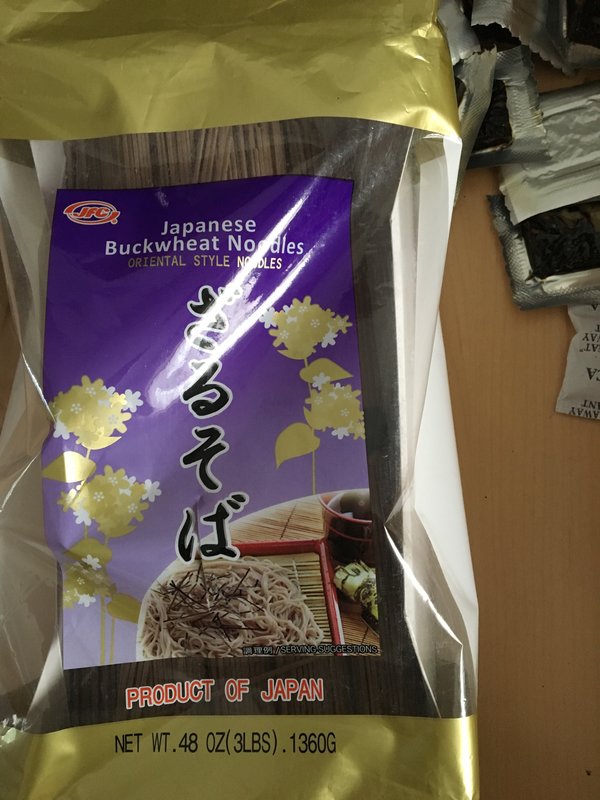 JFC
Japanese
Buckwheat Noodles
ORIENTAL STYLE NOODLES
ざるそば
調理例/SERVING SUGGESTIONS
PRODUCT OF JAPAN
NET WT.48 OZ(3LBS).1360G
AWAY